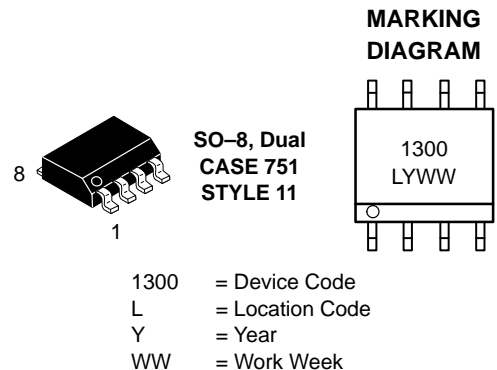 MARKING
DIAGRAM
SO–8, Dual
CASE 751
STYLE 11
8
1
1300
LYWW
1300 = Device Code
L = Location Code
Y = Year
WW = Work Week